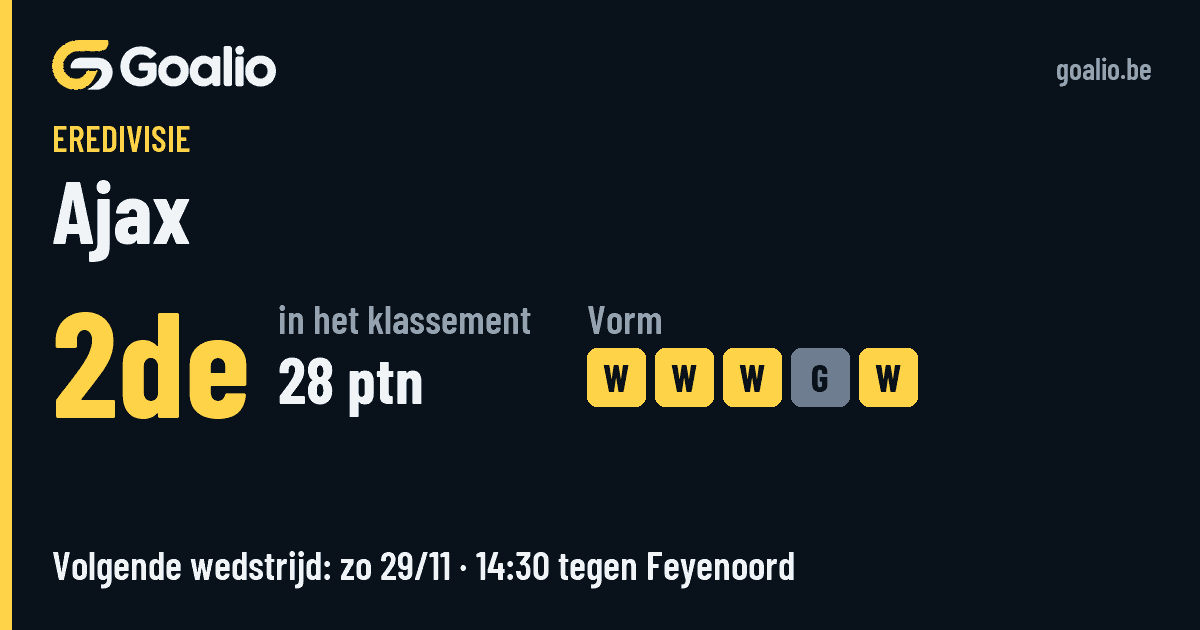 Goalio
goalio.be
EREDIVISIE
Ajax
2de
in het klassement
28 ptn
Vorm
W W W G W
Volgende wedstrijd: zo 29/11 · 14:30 tegen Feyenoord